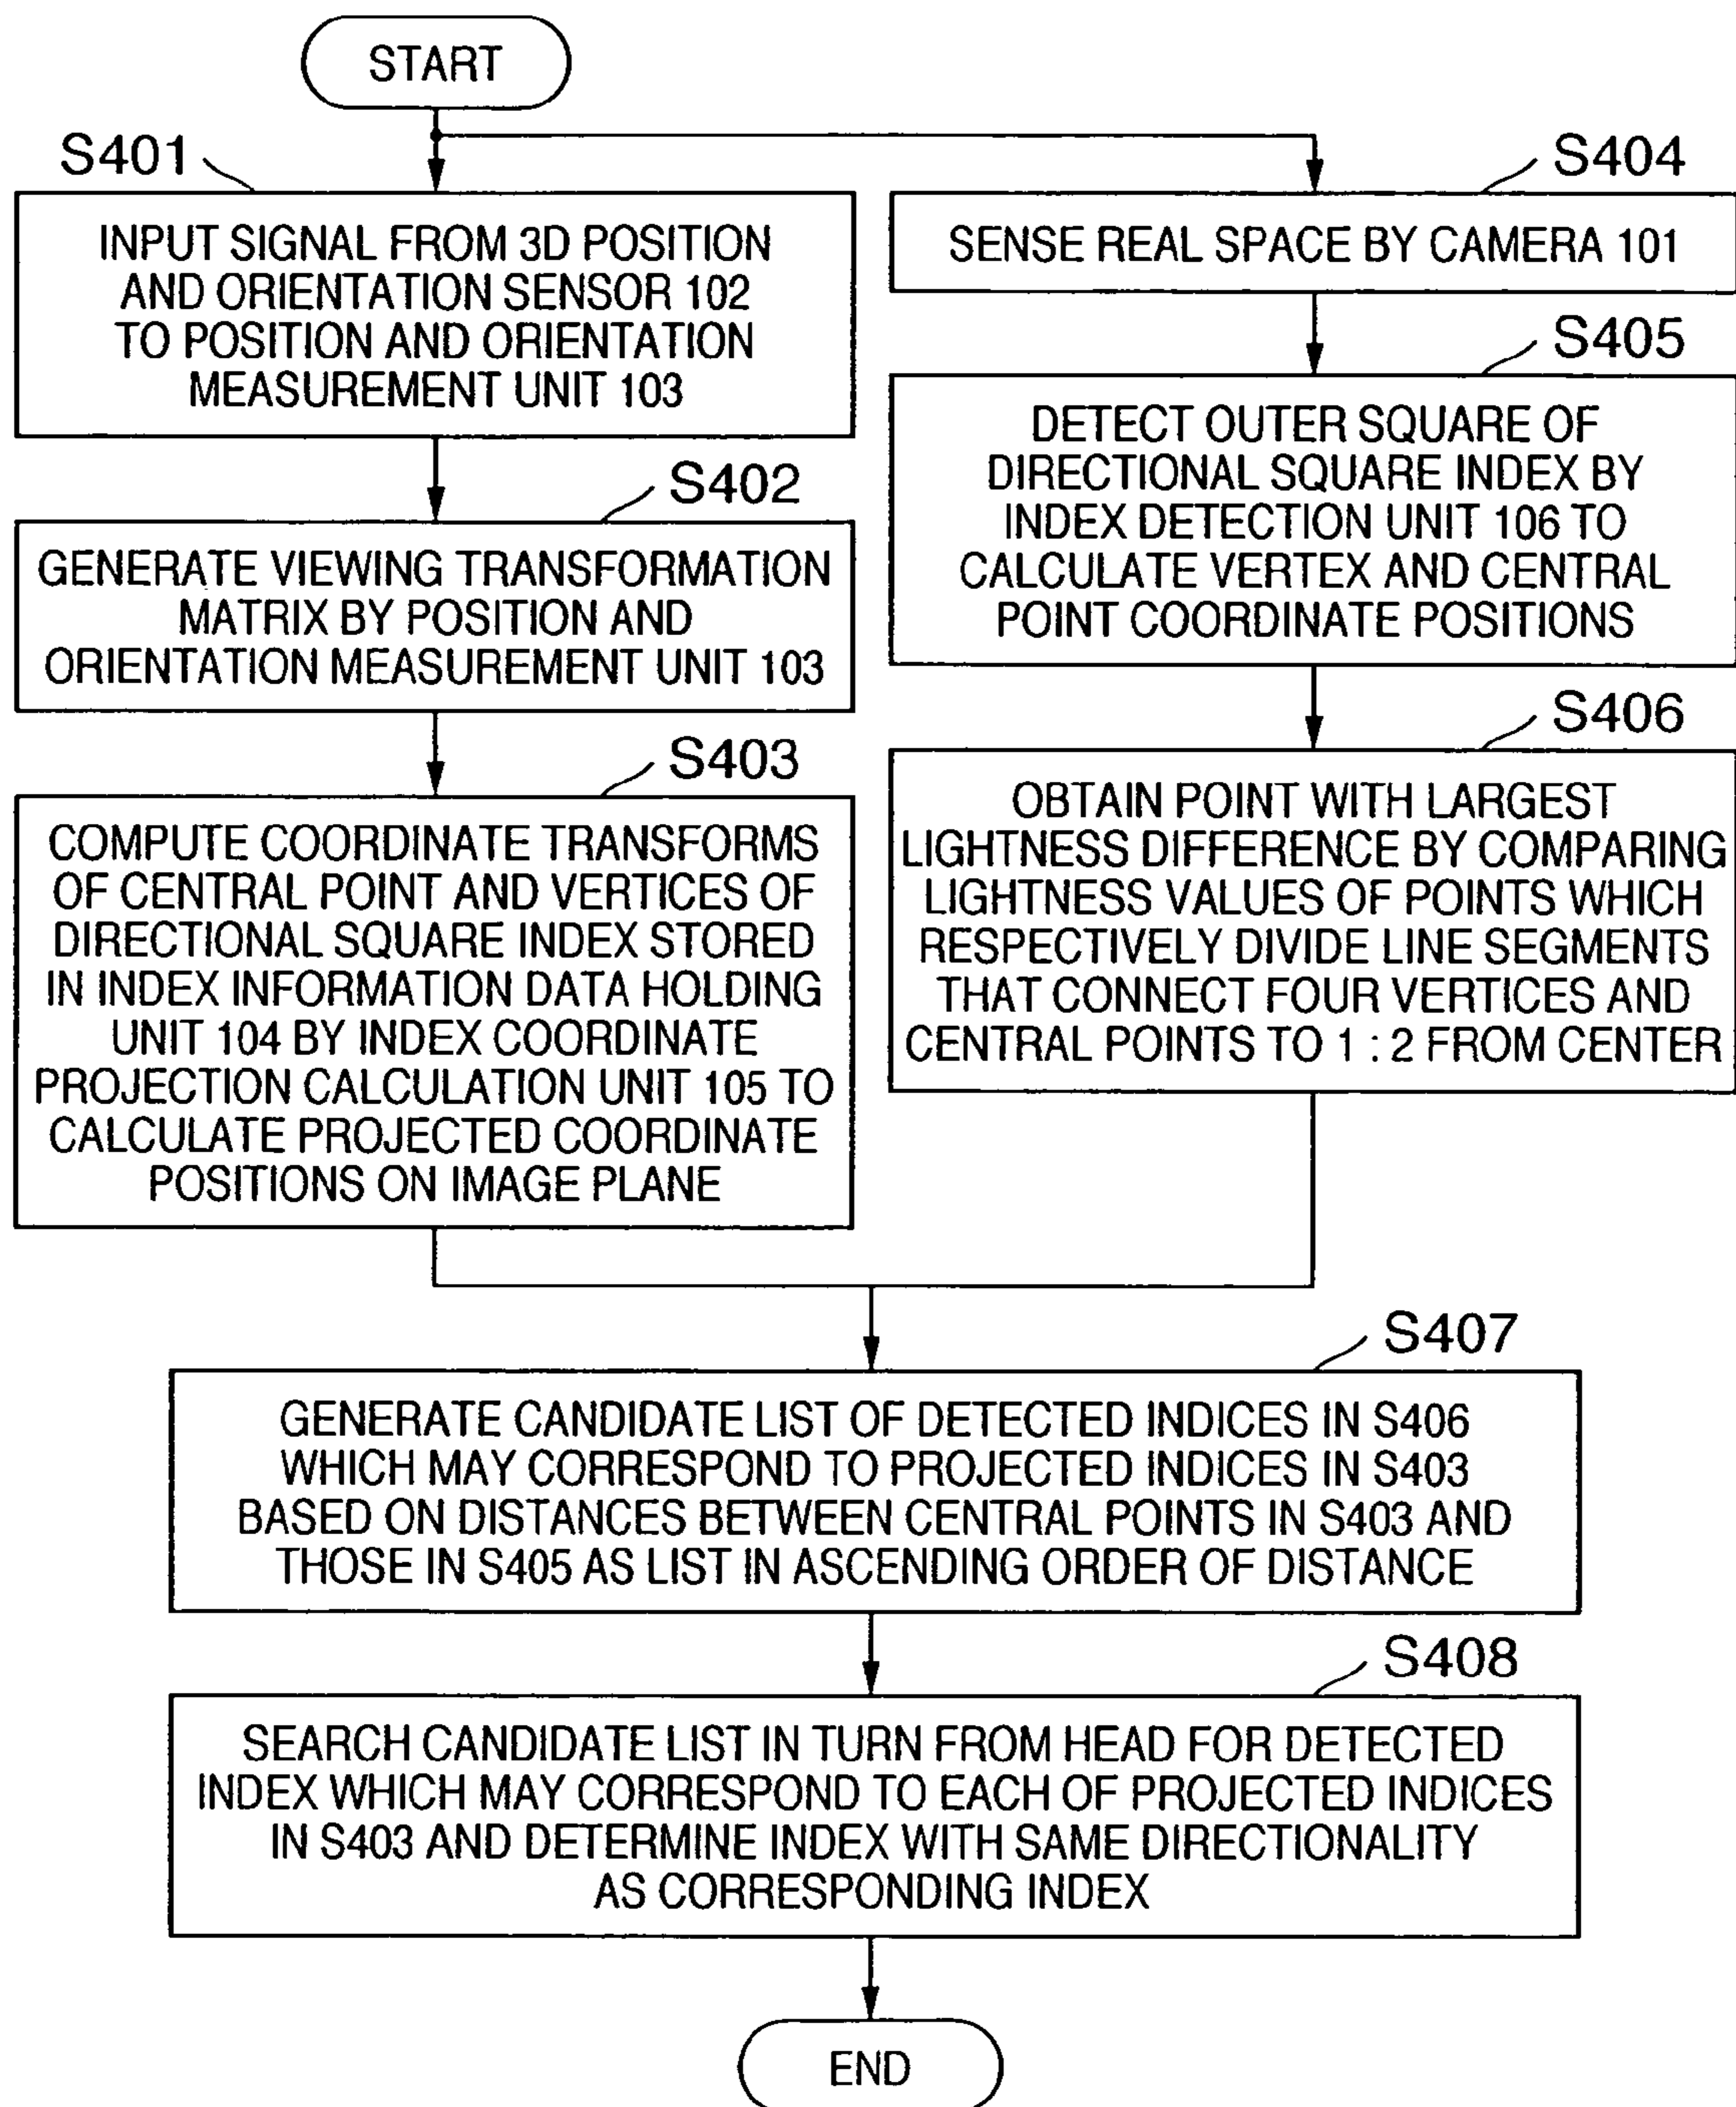 START
S401
INPUT SIGNAL FROM 3D POSITION
AND ORIENTATION SENSOR 102
TO POSITION AND ORIENTATION
MEASUREMENT UNIT 103
S402
GENERATE VIEWING TRANSFORMATION
MATRIX BY POSITION AND
ORIENTATION MEASUREMENT UNIT 103
S403
COMPUTE COORDINATE TRANSFORMS
OF CENTRAL POINT AND VERTICES OF
DIRECTIONAL SQUARE INDEX STORED
IN INDEX INFORMATION DATA HOLDING
UNIT 104 BY INDEX COORDINATE
PROJECTION CALCULATION UNIT 105 TO
CALCULATE PROJECTED COORDINATE
POSITIONS ON IMAGE PLANE
S404
SENSE REAL SPACE BY CAMERA 101
S405
DETECT OUTER SQUARE OF
DIRECTIONAL SQUARE INDEX BY
INDEX DETECTION UNIT 106 TO
CALCULATE VERTEX AND CENTRAL
POINT COORDINATE POSITIONS
S406
OBTAIN POINT WITH LARGEST
LIGHTNESS DIFFERENCE BY COMPARING
LIGHTNESS VALUES OF POINTS WHICH
RESPECTIVELY DIVIDE LINE SEGMENTS
THAT CONNECT FOUR VERTICES AND
CENTRAL POINTS TO 1 : 2 FROM CENTER
S407
GENERATE CANDIDATE LIST OF DETECTED INDICES IN S406
WHICH MAY CORRESPOND TO PROJECTED INDICES IN S403
BASED ON DISTANCES BETWEEN CENTRAL POINTS IN S403 AND
THOSE IN S405 AS LIST IN ASCENDING ORDER OF DISTANCE
S408
SEARCH CANDIDATE LIST IN TURN FROM HEAD FOR DETECTED
INDEX WHICH MAY CORRESPOND TO EACH OF PROJECTED INDICES
IN S403 AND DETERMINE INDEX WITH SAME DIRECTIONALITY
AS CORRESPONDING INDEX
END